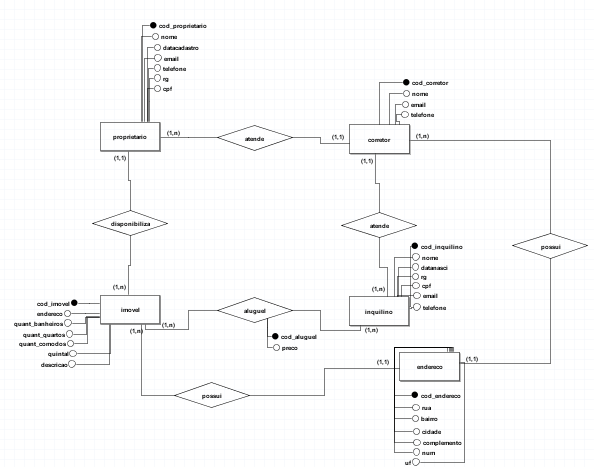 cod_proprietario
nome
datacadastro
email
telefone
rg
cpf
proprietario
(1,n)
atende
(1,1)
cod_corretor
nome
email
telefone
corretor
(1,n)
(1,1)
(1,1)
disponibiliza
atende
possui
(1,n)
(1,n)
cod_inquilino
nome
datanasci
rg
cpf
email
telefone
inquilino
(1,n)
cod_imovel
endereco
quant_banheiros
quant_quartos
quant_comodos
quintal
descricao
imovel
(1,n)
(1,n)
aluguel
cod_aluguel
preco
possui
(1,1)
endereco
(1,1)
cod_endereco
rua
bairro
cidade
complemento
num
uf